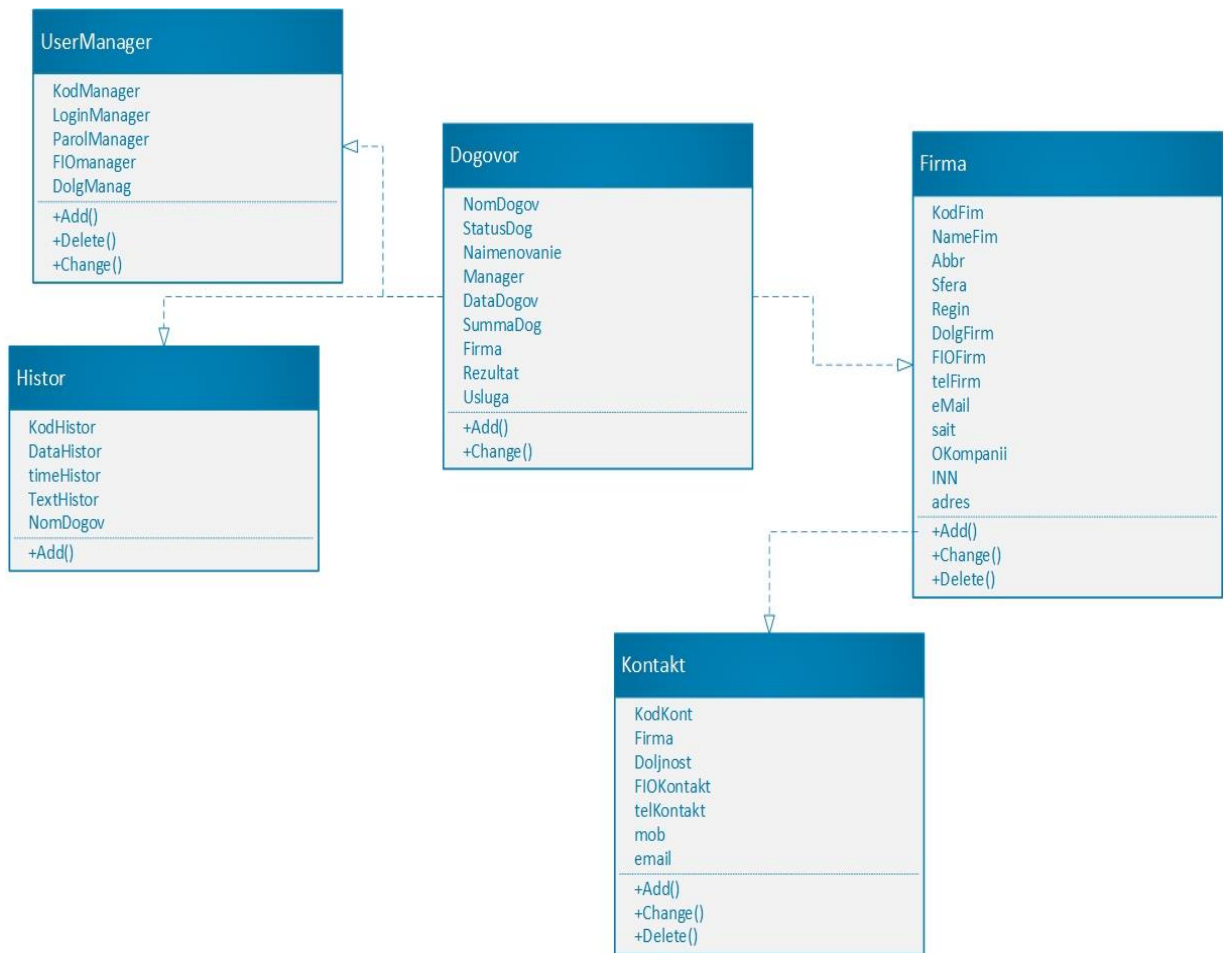 UserManager
KodManager
LoginManager
ParolManager
FIOmanager
DolgManag
+Add()
+Delete()
+Change()
Histor
KodHistor
DataHistor
timeHistor
TextHistor
NomDogov
+Add()
Dogovor
NomDogov
StatusDog
Naimenovanie
Manager
DataDogov
SummaDog
Firma
Rezultat
Usluga
+Add()
+Change()
Firma
KodFim
NameFim
Abbr
Sfera
Regin
DolgFirm
FIOFirm
telFirm
eMail
sait
OKompanii
INN
adres
+Add()
+Change()
+Delete()
Kontakt
KodKont
Firma
Doljnost
FIOKontakt
telKontakt
mob
email
+Add()
+Change()
+Delete()